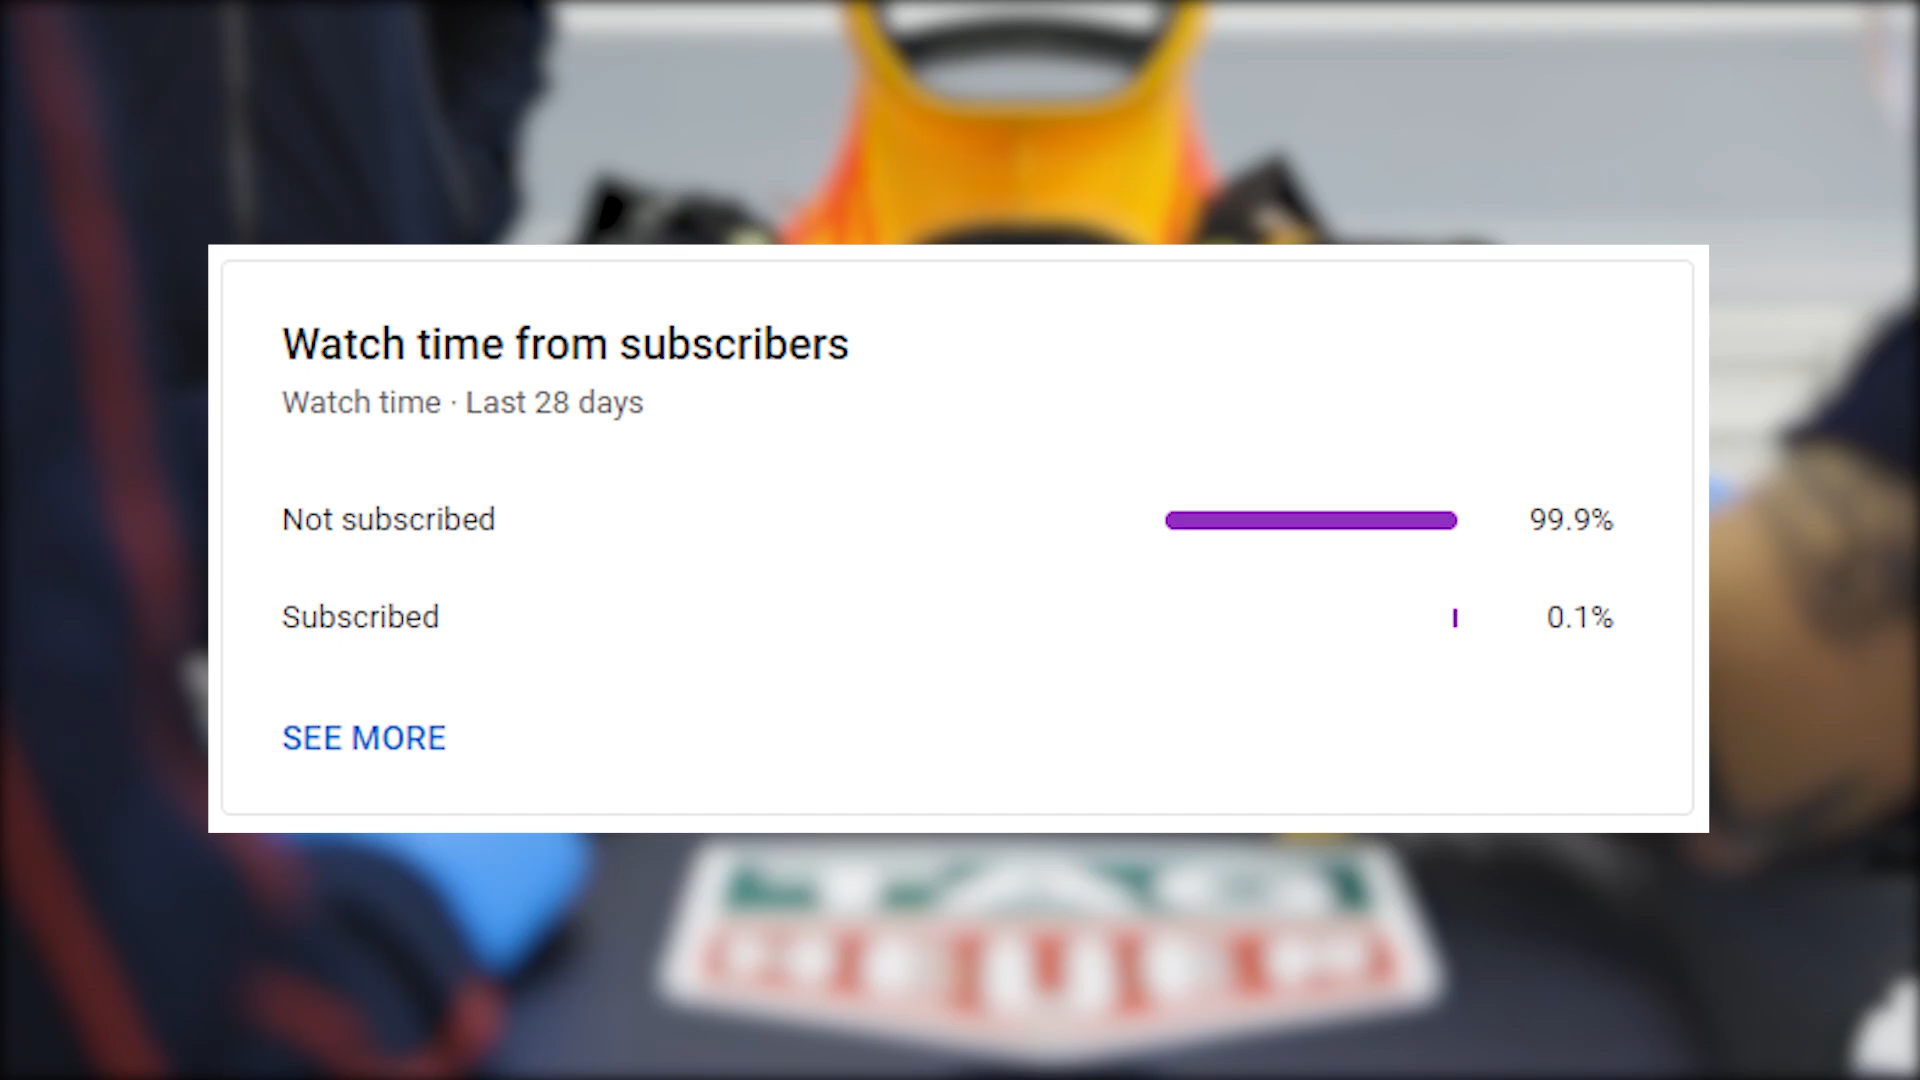 Watch time from subscribers
Watch time · Last 28 days
Not subscribed 99.9%
Subscribed 0.1%
SEE MORE